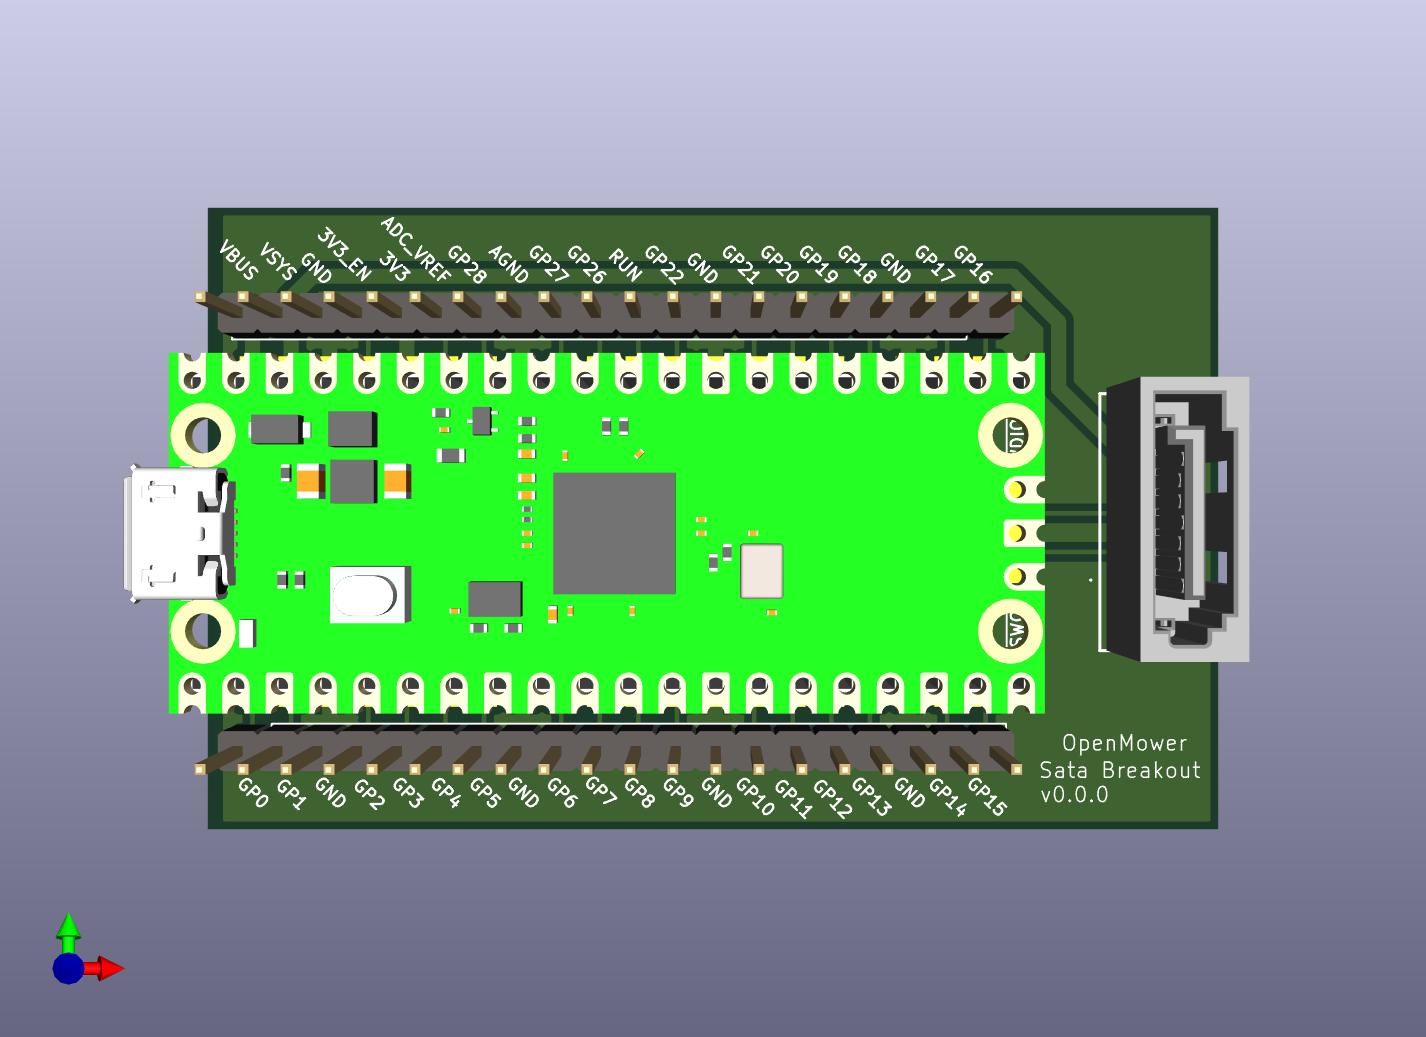 VBUS VSYS GND 3V3_EN 3V3 ADC_VREF GP28 AGND GP27 GP26 RUN GP22 GND GP21 GP20 GP19 GP18 GND GP17 GP16
GP0 GP1 GND GP2 GP3 GP4 GP5 GND GP6 GP7 GP8 GP9 GND GP10 GP11 GP12 GP13 GND GP14 GP15
OpenMower
Sata Breakout
v0.0.0